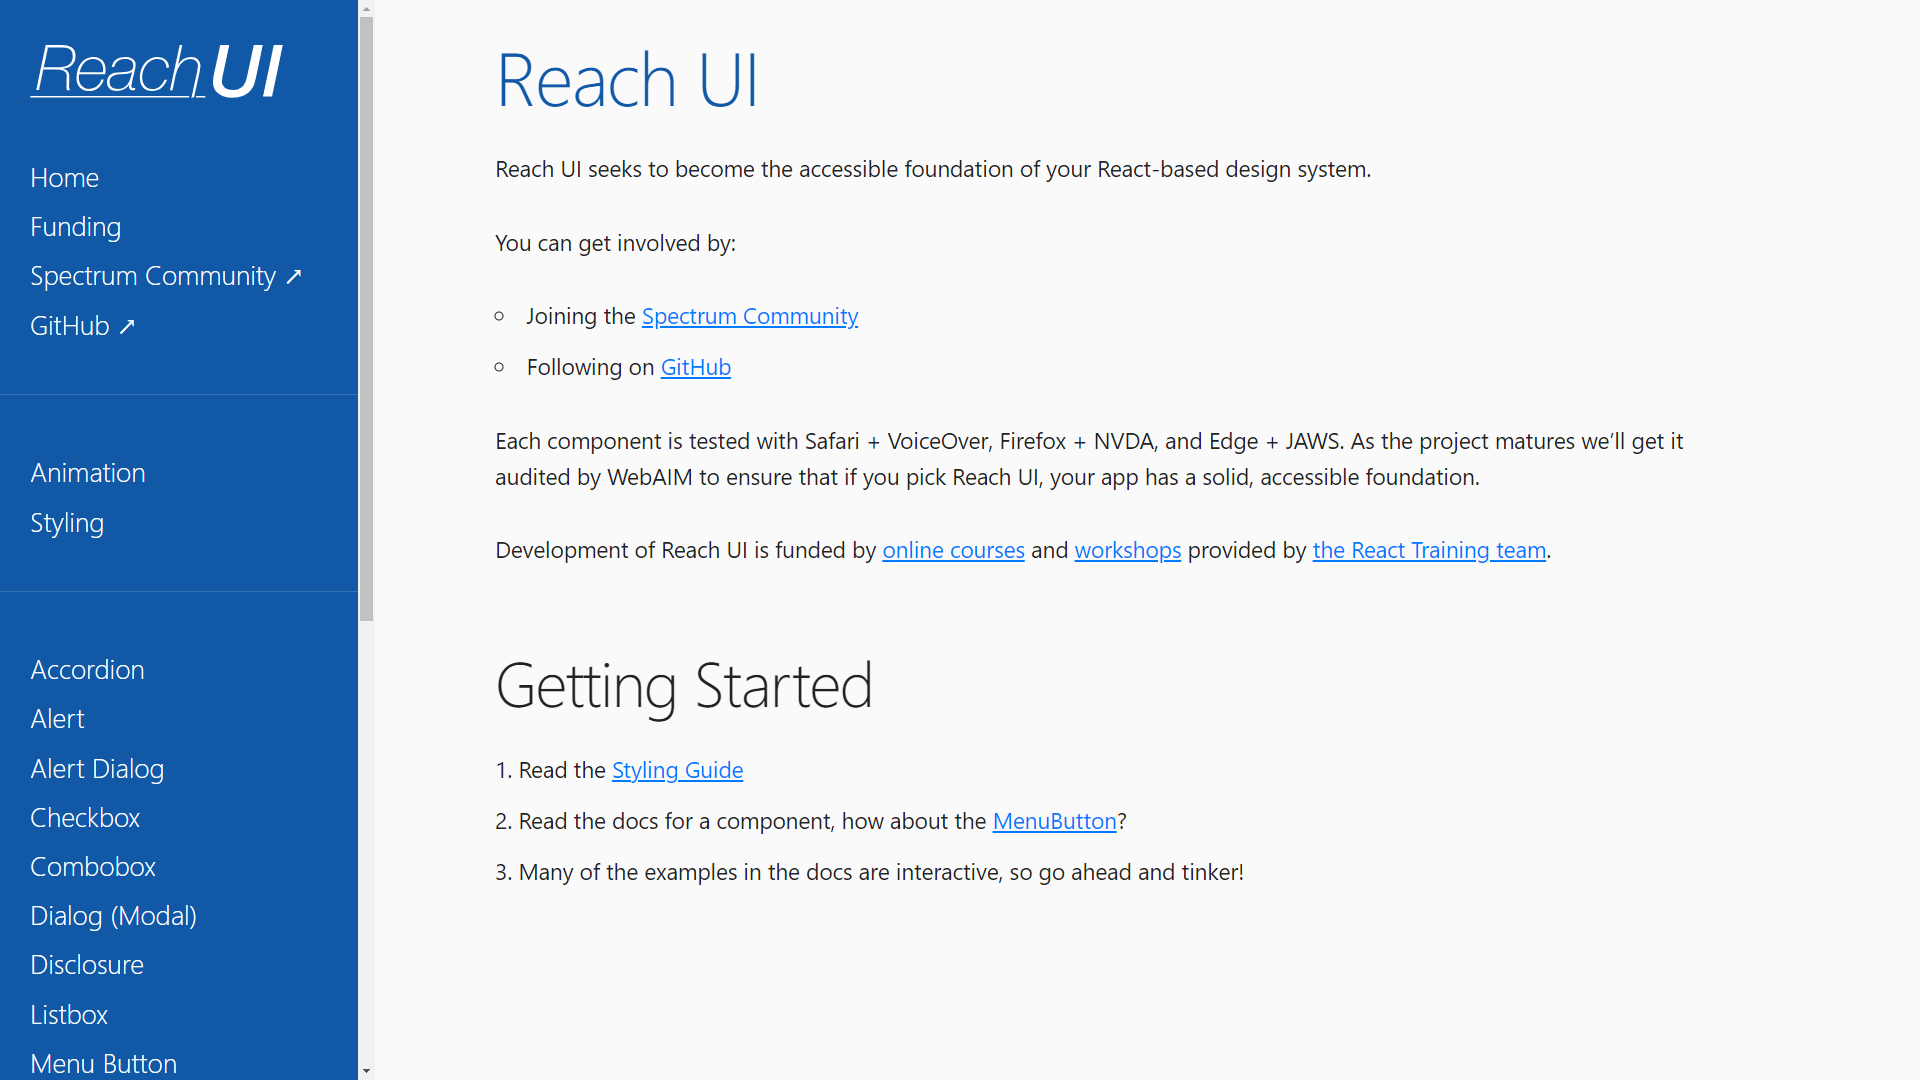 Reach UI
Home
Funding
Spectrum Community ↗
GitHub ↗
Animation
Styling
Accordion
Alert
Alert Dialog
Checkbox
Combobox
Dialog (Modal)
Disclosure
Listbox
Menu Button
Reach UI
Reach UI seeks to become the accessible foundation of your React-based design system.
You can get involved by:
Joining the Spectrum Community
Following on GitHub
Each component is tested with Safari + VoiceOver, Firefox + NVDA, and Edge + JAWS. As the project matures we’ll get it
audited by WebAIM to ensure that if you pick Reach UI, your app has a solid, accessible foundation.
Development of Reach UI is funded by online courses and workshops provided by the React Training team.
Getting Started
1. Read the Styling Guide
2. Read the docs for a component, how about the MenuButton?
3. Many of the examples in the docs are interactive, so go ahead and tinker!